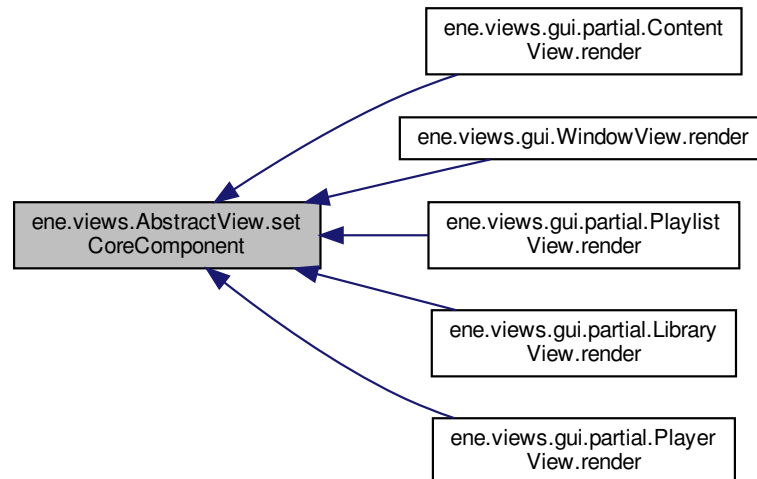 ene.views.gui.partial.Content
View.render
ene.views.gui.WindowView.render
ene.views.AbstractView.set
CoreComponent
ene.views.gui.partial.Playlist
View.render
ene.views.gui.partial.Library
View.render
ene.views.gui.partial.Player
View.render